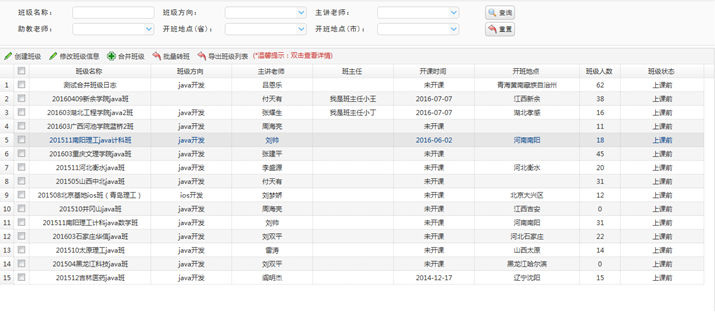 班级名称： 班级方向： 主讲老师： 查询
助教老师： 开班地点(省)： 开班地点(市)： 重置
创建班级 修改班级信息 合并班级 批量转班 导出班级列表 (*温馨提示：双击查看详情)
班级名称 班级方向 主讲老师 班主任 开课时间 开班地点 班级人数 班级状态
1 测试合并班级日志 java开发 吕恩乐 未开课 青海黄南藏族自治州 62 上课前
2 20160409新余学院java班 付天有 我是班主任小王 2016-07-07 江西新余 38 上课前
3 201603湖北工程学院java2班 java开发 张缙生 我是班主任小丁 2016-07-07 湖北孝感 16 上课前
4 201603广西河池学院蓝桥2班 周海亮 未开课 11 上课前
5 201511南阳理工java计科班 java开发 刘帅 2016-06-02 河南南阳 18 上课前
6 201603重庆文理学院java班 张建平 未开课 45 上课前
7 201511河北衡水java班 java开发 李盛源 未开课 河北衡水 20 上课前
8 201505山西中北java班 java开发 付天有 未开课 31 上课前
9 201508北京基地ios班（青岛理工） ios开发 刘梦娇 未开课 北京大兴区 12 上课前
10 201510井冈山java班 java开发 周海亮 未开课 江西吉安 0 上课前
11 201511南阳理工计科java数学班 java开发 刘帅 未开课 河南南阳 31 上课前
12 201603石家庄华信java班 java开发 刘双平 未开课 河北石家庄 22 上课前
13 201510太原理工java班 java开发 雷涛 未开课 山西太原 14 上课前
14 201504黑龙江科技java班 java开发 刘双平 未开课 黑龙江哈尔滨 0 上课前
15 201512吉林医药java班 java开发 明杰 2014-12-17 辽宁沈阳 15 上课前